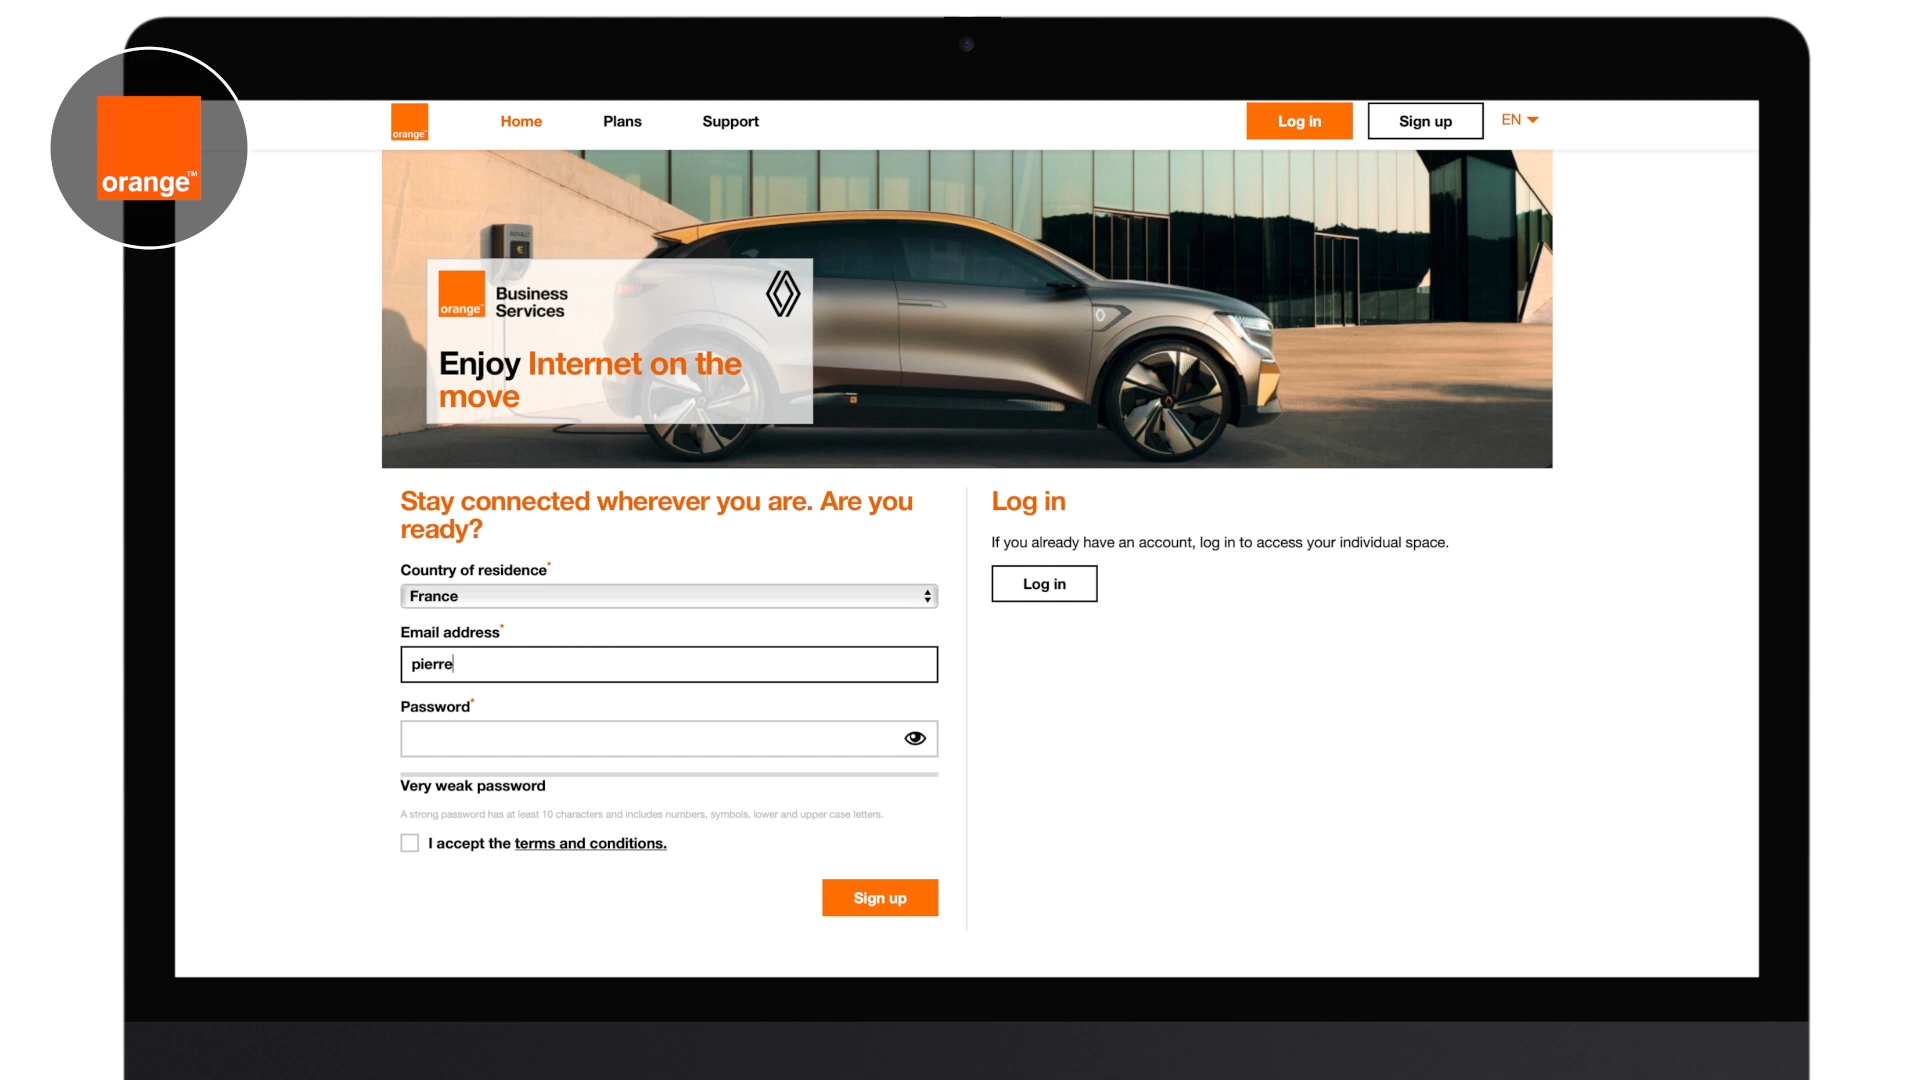 orange™
orange™
Home
Plans
Support
Log in
Sign up
EN
orange™
Business
Services
Enjoy Internet on the
move
Stay connected wherever you are. Are you
ready?
Country of residence*
France
Email address*
pierre
Password*
Very weak password
A strong password has at least 10 characters and includes numbers, symbols, lower and upper case letters.
I accept the terms and conditions.
Sign up
Log in
If you already have an account, log in to access your individual space.
Log in